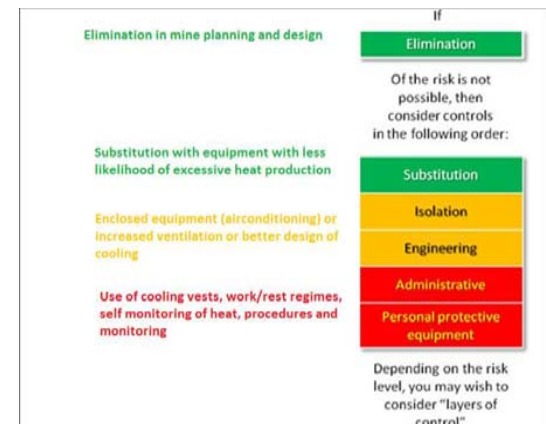 If
Elimination in mine planning and design
Elimination
Of the risk is not
possible, then
consider controls
in the following order:
Substitution with equipment with less
likelihood of excessive heat production
Substitution
Enclosed equipment (airconditioning) or
increased ventilation or better design of
cooling
Isolation
Engineering
Use of cooling vests, work/rest regimes,
self monitoring of heat, procedures and
monitoring
Administrative
Personal protective
equipment
Depending on the risk
level, you may wish to
consider "layers of
control"